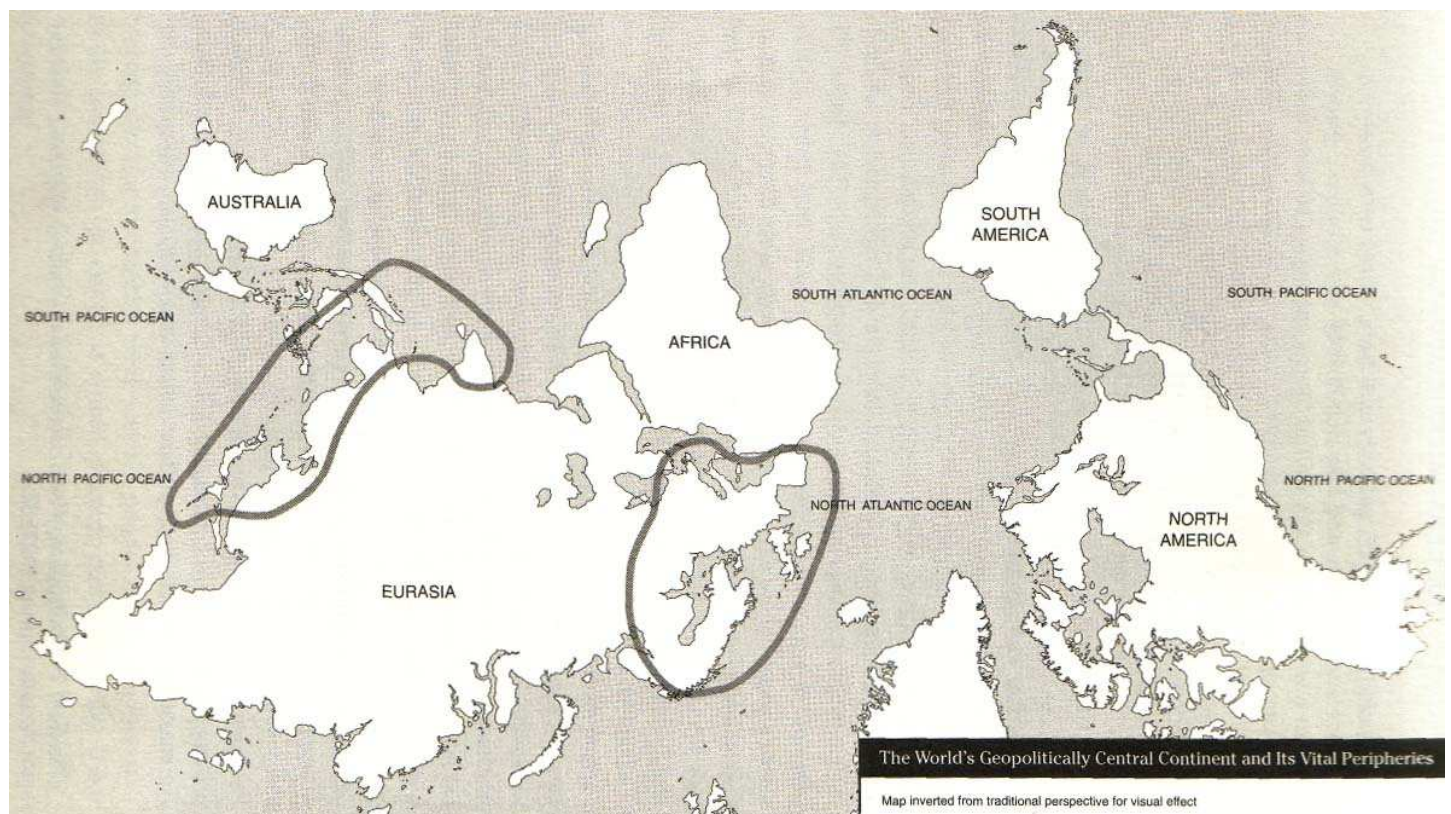 AUSTRALIA
SOUTH
AMERICA
SOUTH PACIFIC OCEAN
SOUTH ATLANTIC OCEAN
SOUTH PACIFIC OCEAN
AFRICA
NORTH PACIFIC OCEAN
NORTH ATLANTIC OCEAN
NORTH PACIFIC OCEAN
NORTH
AMERICA
EURASIA
The World's Geopolitically Central Continent and Its Vital Peripheries
Map inverted from traditional perspective for visual effect